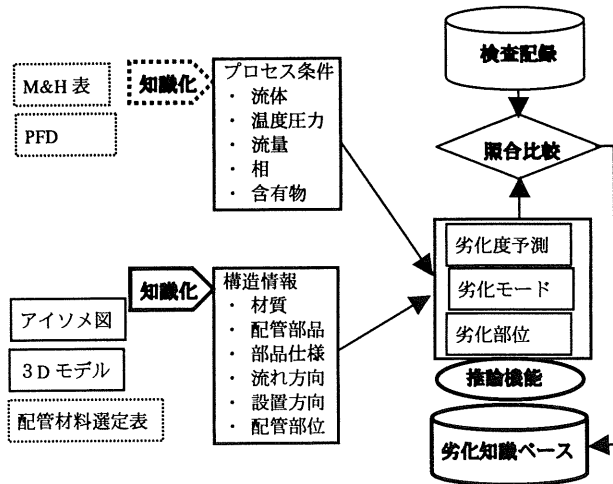 M&H 表
PFD
知識化
プロセス条件
・ 流体
・ 温度圧力
・ 流量
・ 相
・ 含有物
検査記録
照合比較
劣化度予測
劣化モード
劣化部位
推論機能
劣化知識ベース
知識化
構造情報
・ 材質
・ 配管部品
・ 部品仕様
・ 流れ方向
・ 設置方向
・ 配管部位
アイソメ図
3D モデル
配管材料選定表